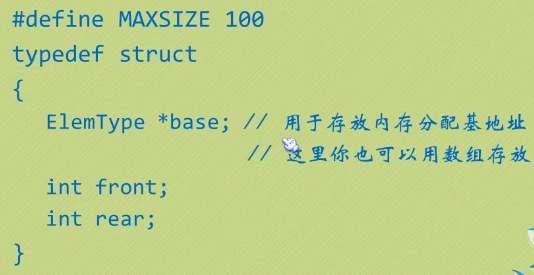 #define MAXSIZE 100
typedef struct
{
ElemType *base; // 用于存放内存分配基地址
// 这里你也可以用数组存放
int front;
int rear;
}